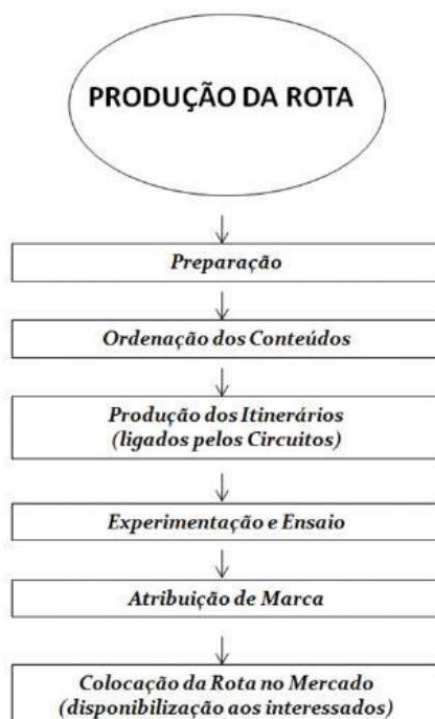 PRODUÇÃO DA ROTA
Preparação
Ordenação dos Conteúdos
Produção dos Itinerários
(ligados pelos Circuitos)
Experimentação e Ensaio
Atribuição de Marca
Colocação da Rota no Mercado
(disponibilização aos interessados)